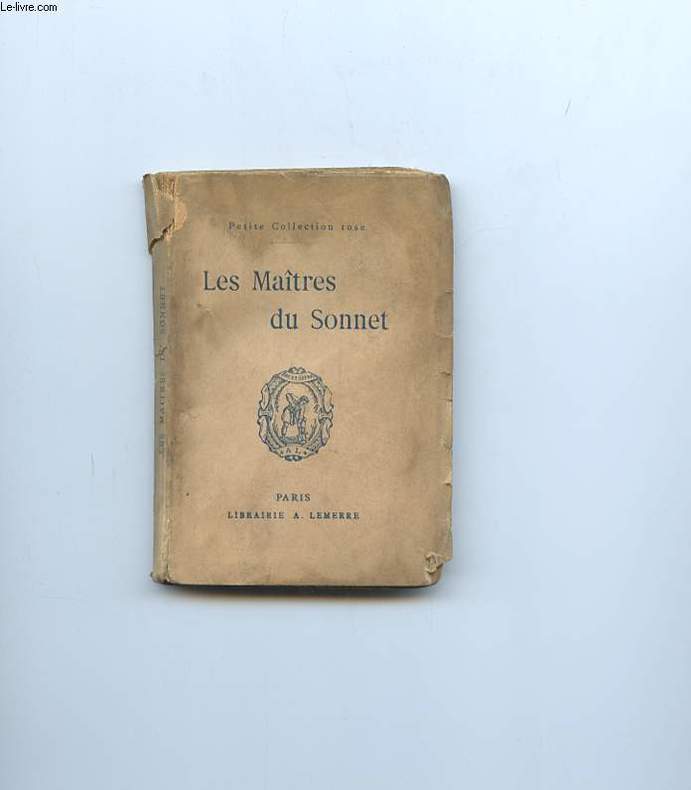 Le-livre.com
Petite Collection rose
Les Maîtres
du Sonnet
A. L.
PARIS
LIBRAIRIE A. LEMERRE
LES MAITRES DU SONNET